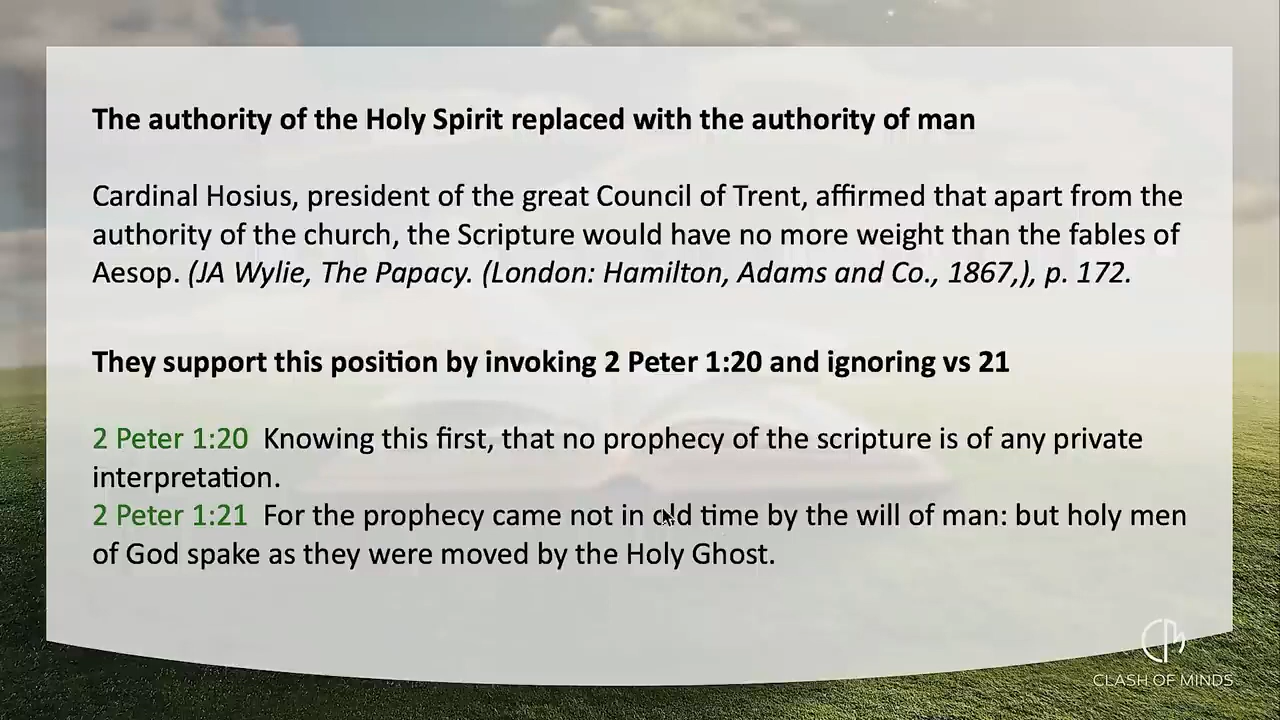 The authority of the Holy Spirit replaced with the authority of man
Cardinal Hosius, president of the great Council of Trent, affirmed that apart from the
authority of the church, the Scripture would have no more weight than the fables of
Aesop. (JA Wylie, The Papacy. (London: Hamilton, Adams and Co., 1867,), p. 172.
They support this position by invoking 2 Peter 1:20 and ignoring vs 21
2 Peter 1:20 Knowing this first, that no prophecy of the scripture is of any private
interpretation.
2 Peter 1:21 For the prophecy came not in old time by the will of man: but holy men
of God spake as they were moved by the Holy Ghost.
CLASH OF MINDS